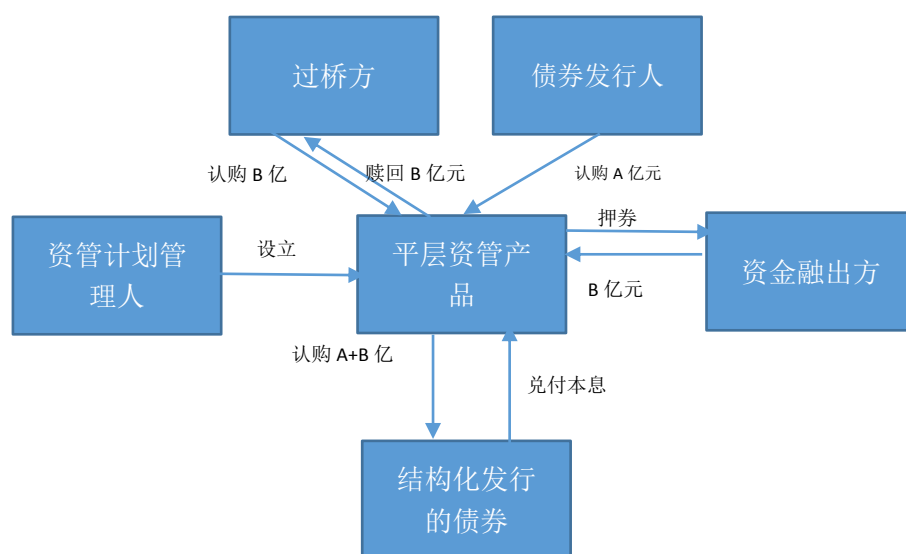 过桥方
债券发行人
认购 B 亿
赎回 B 亿元
认购 A 亿元
资管计划管
理人
设立
平层资管产
品
押券
B 亿元
资金融出方
认购 A+B 亿
兑付本息
结构化发行
的债券